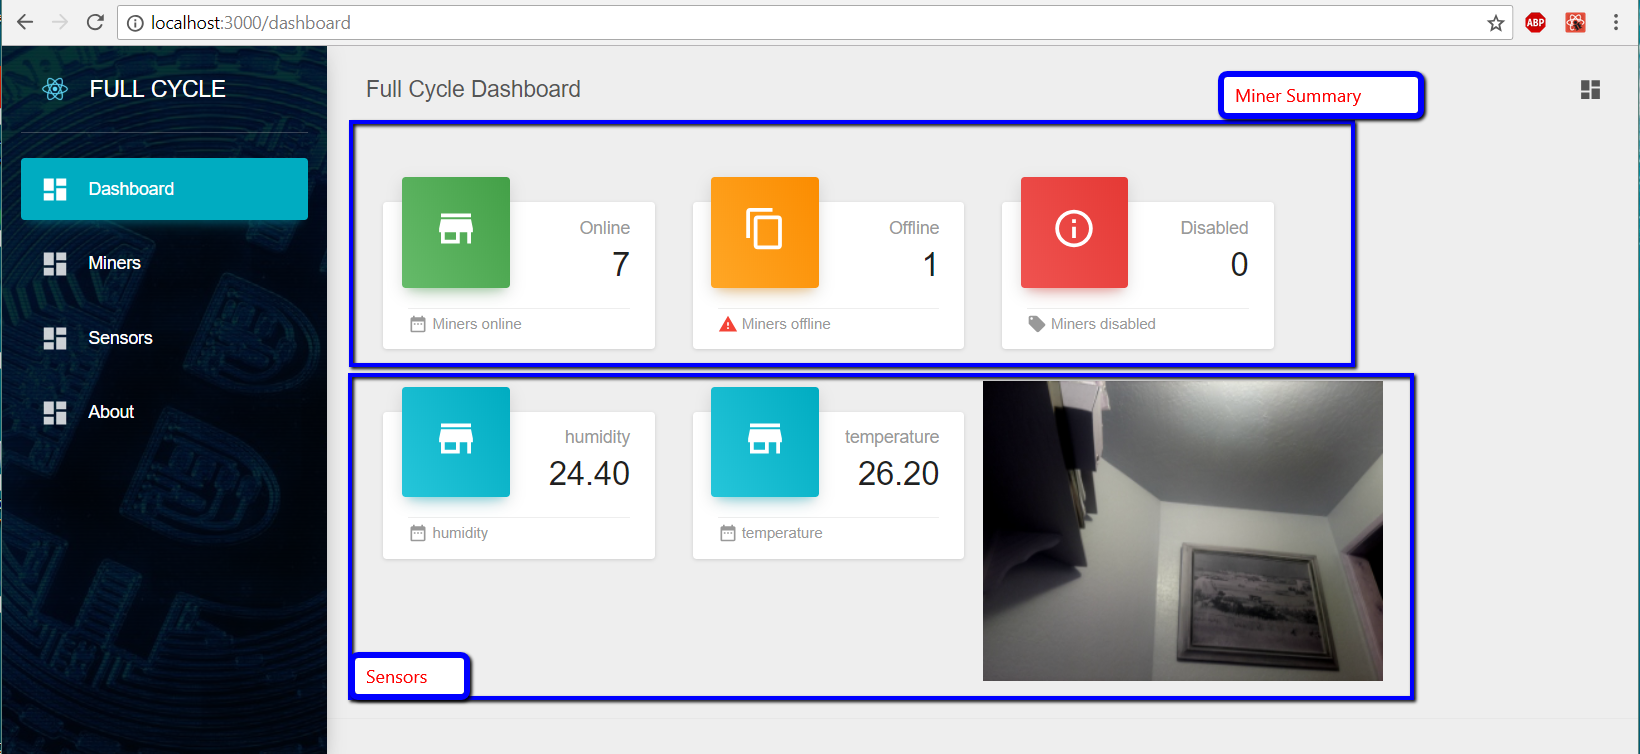 localhost:3000/dashboard
ABP
FULL CYCLE
Full Cycle Dashboard
Miner Summary
Dashboard
Miners
Sensors
About
Online
7
Miners online
Offline
1
Miners offline
Disabled
0
Miners disabled
humidity
24.40
humidity
temperature
26.20
temperature
Sensors